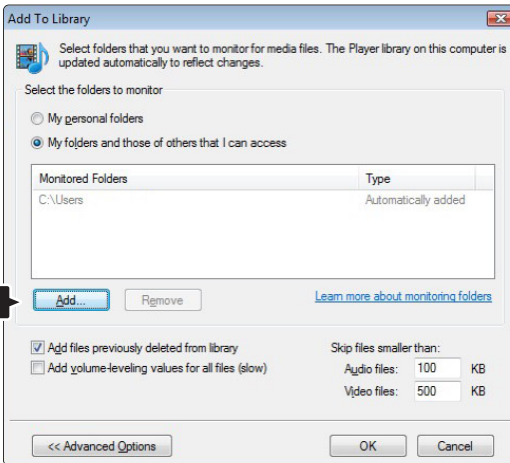 Add To Library
Select folders that you want to monitor for media files. The Player library on this computer is
updated automatically to reflect changes.
Select the folders to monitor
My personal folders
My folders and those of others that I can access
Monitored Folders Type
C:\Users Automatically added
Add... Remove Learn more about monitoring folders
Add files previously deleted from library Skip files smaller than:
Add volume-leveling values for all files (slow) Audio files: 100 KB
Video files: 500 KB
<< Advanced Options OK Cancel